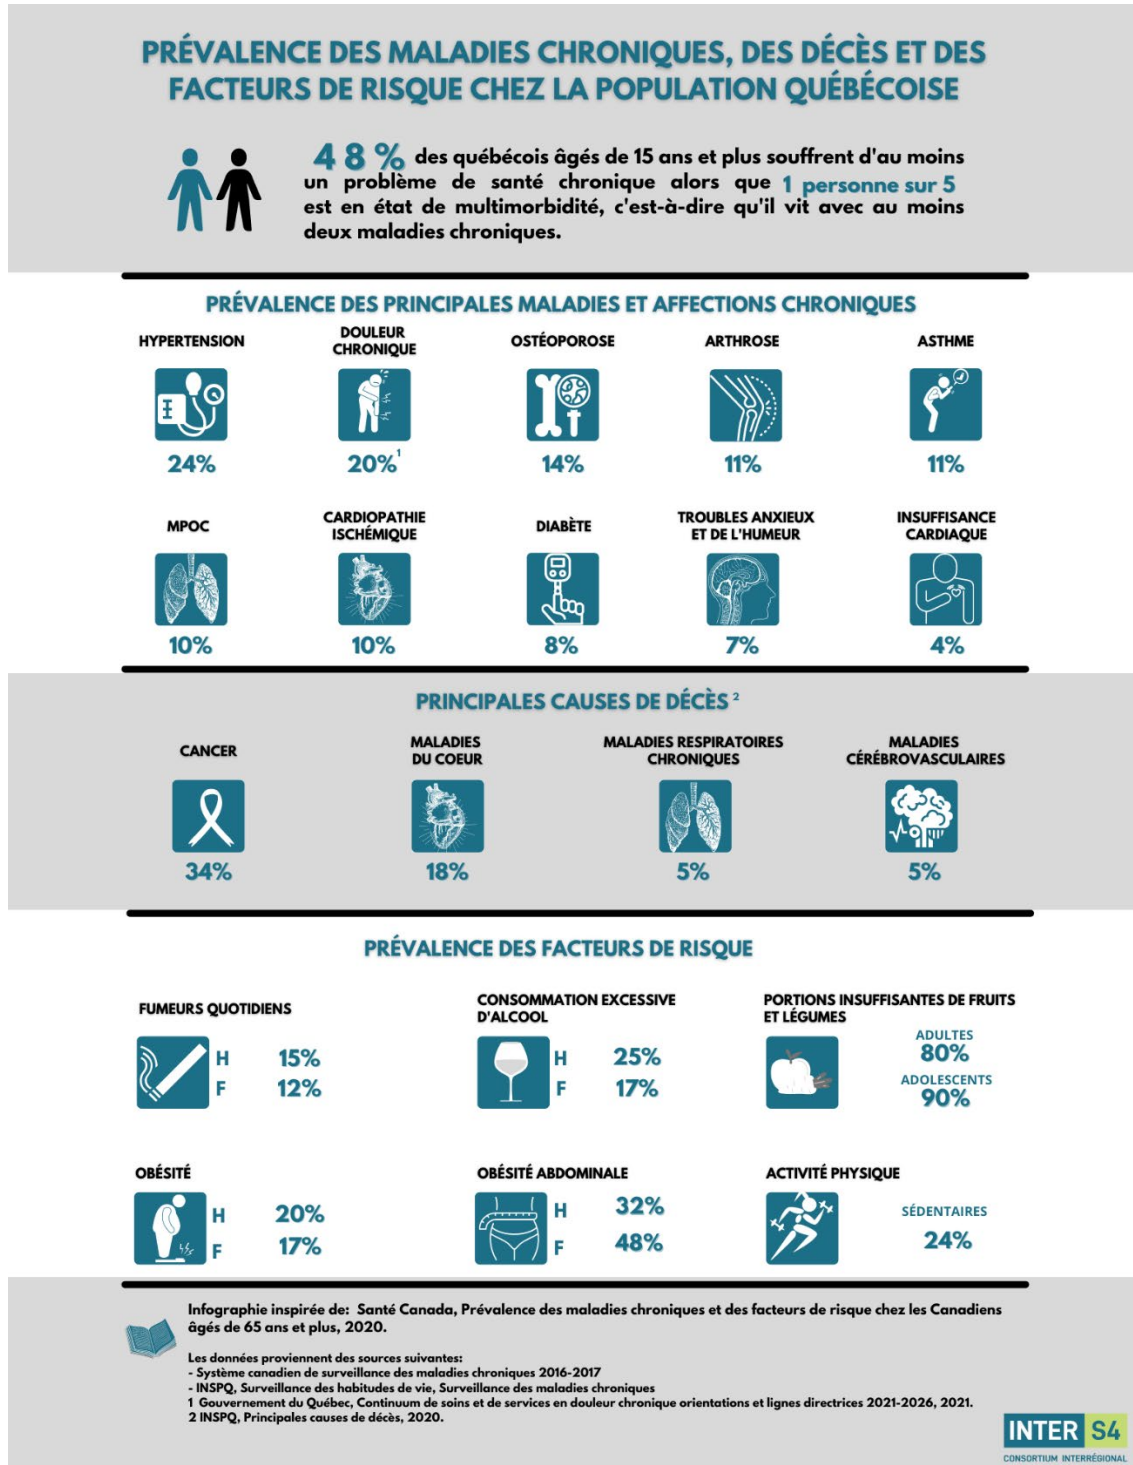 PRÉVALENCE DES MALADIES CHRONIQUES, DES DÉCÈS ET DES
FACTEURS DE RISQUE CHEZ LA POPULATION QUÉBÉCOISE
48% des québécois âgés de 15 ans et plus souffrent d'au moins
un problème de santé chronique alors que 1 personne sur 5
est en état de multimorbidité, c'est-à-dire qu'il vit avec au moins
deux maladies chroniques.
PRÉVALENCE DES PRINCIPALES MALADIES ET AFFECTIONS CHRONIQUES
HYPERTENSION
24%
DOULEUR
CHRONIQUE
20%¹
OSTÉOPOROSE
14%
ARTHROSE
11%
ASTHME
11%
MPOC
10%
CARDIOPATHIE
ISCHÉMIQUE
10%
DIABÈTE
8%
TROUBLES ANXIEUX
ET DE L'HUMEUR
7%
INSUFFISANCE
CARDIAQUE
4%
PRINCIPALES CAUSES DE DÉCÈS ²
CANCER
34%
MALADIES
DU COEUR
18%
MALADIES RESPIRATOIRES
CHRONIQUES
5%
MALADIES
CÉRÉBROVASCULAIRES
5%
PRÉVALENCE DES FACTEURS DE RISQUE
FUMEURS QUOTIDIENS
H 15%
F 12%
CONSOMMATION EXCESSIVE
D'ALCOOL
H 25%
F 17%
PORTIONS INSUFFISANTES DE FRUITS
ET LÉGUMES
ADULTES
80%
ADOLESCENTS
90%
OBÉSITÉ
H 20%
F 17%
OBÉSITÉ ABDOMINALE
H 32%
F 48%
ACTIVITÉ PHYSIQUE
SÉDENTAIRES
24%
Infographie inspirée de: Santé Canada, Prévalence des maladies chroniques et des facteurs de risque chez les Canadiens
âgés de 65 ans et plus, 2020.
Les données proviennent des sources suivantes:
- Système canadien de surveillance des maladies chroniques 2016-2017
- INSPQ, Surveillance des habitudes de vie, Surveillance des maladies chroniques
1 Gouvernement du Québec, Continuum de soins et de services en douleur chronique orientations et lignes directrices 2021-2026, 2021.
2 INSPQ, Principales causes de décès, 2020.
INTER S4
CONSORTIUM INTERRÉGIONAL